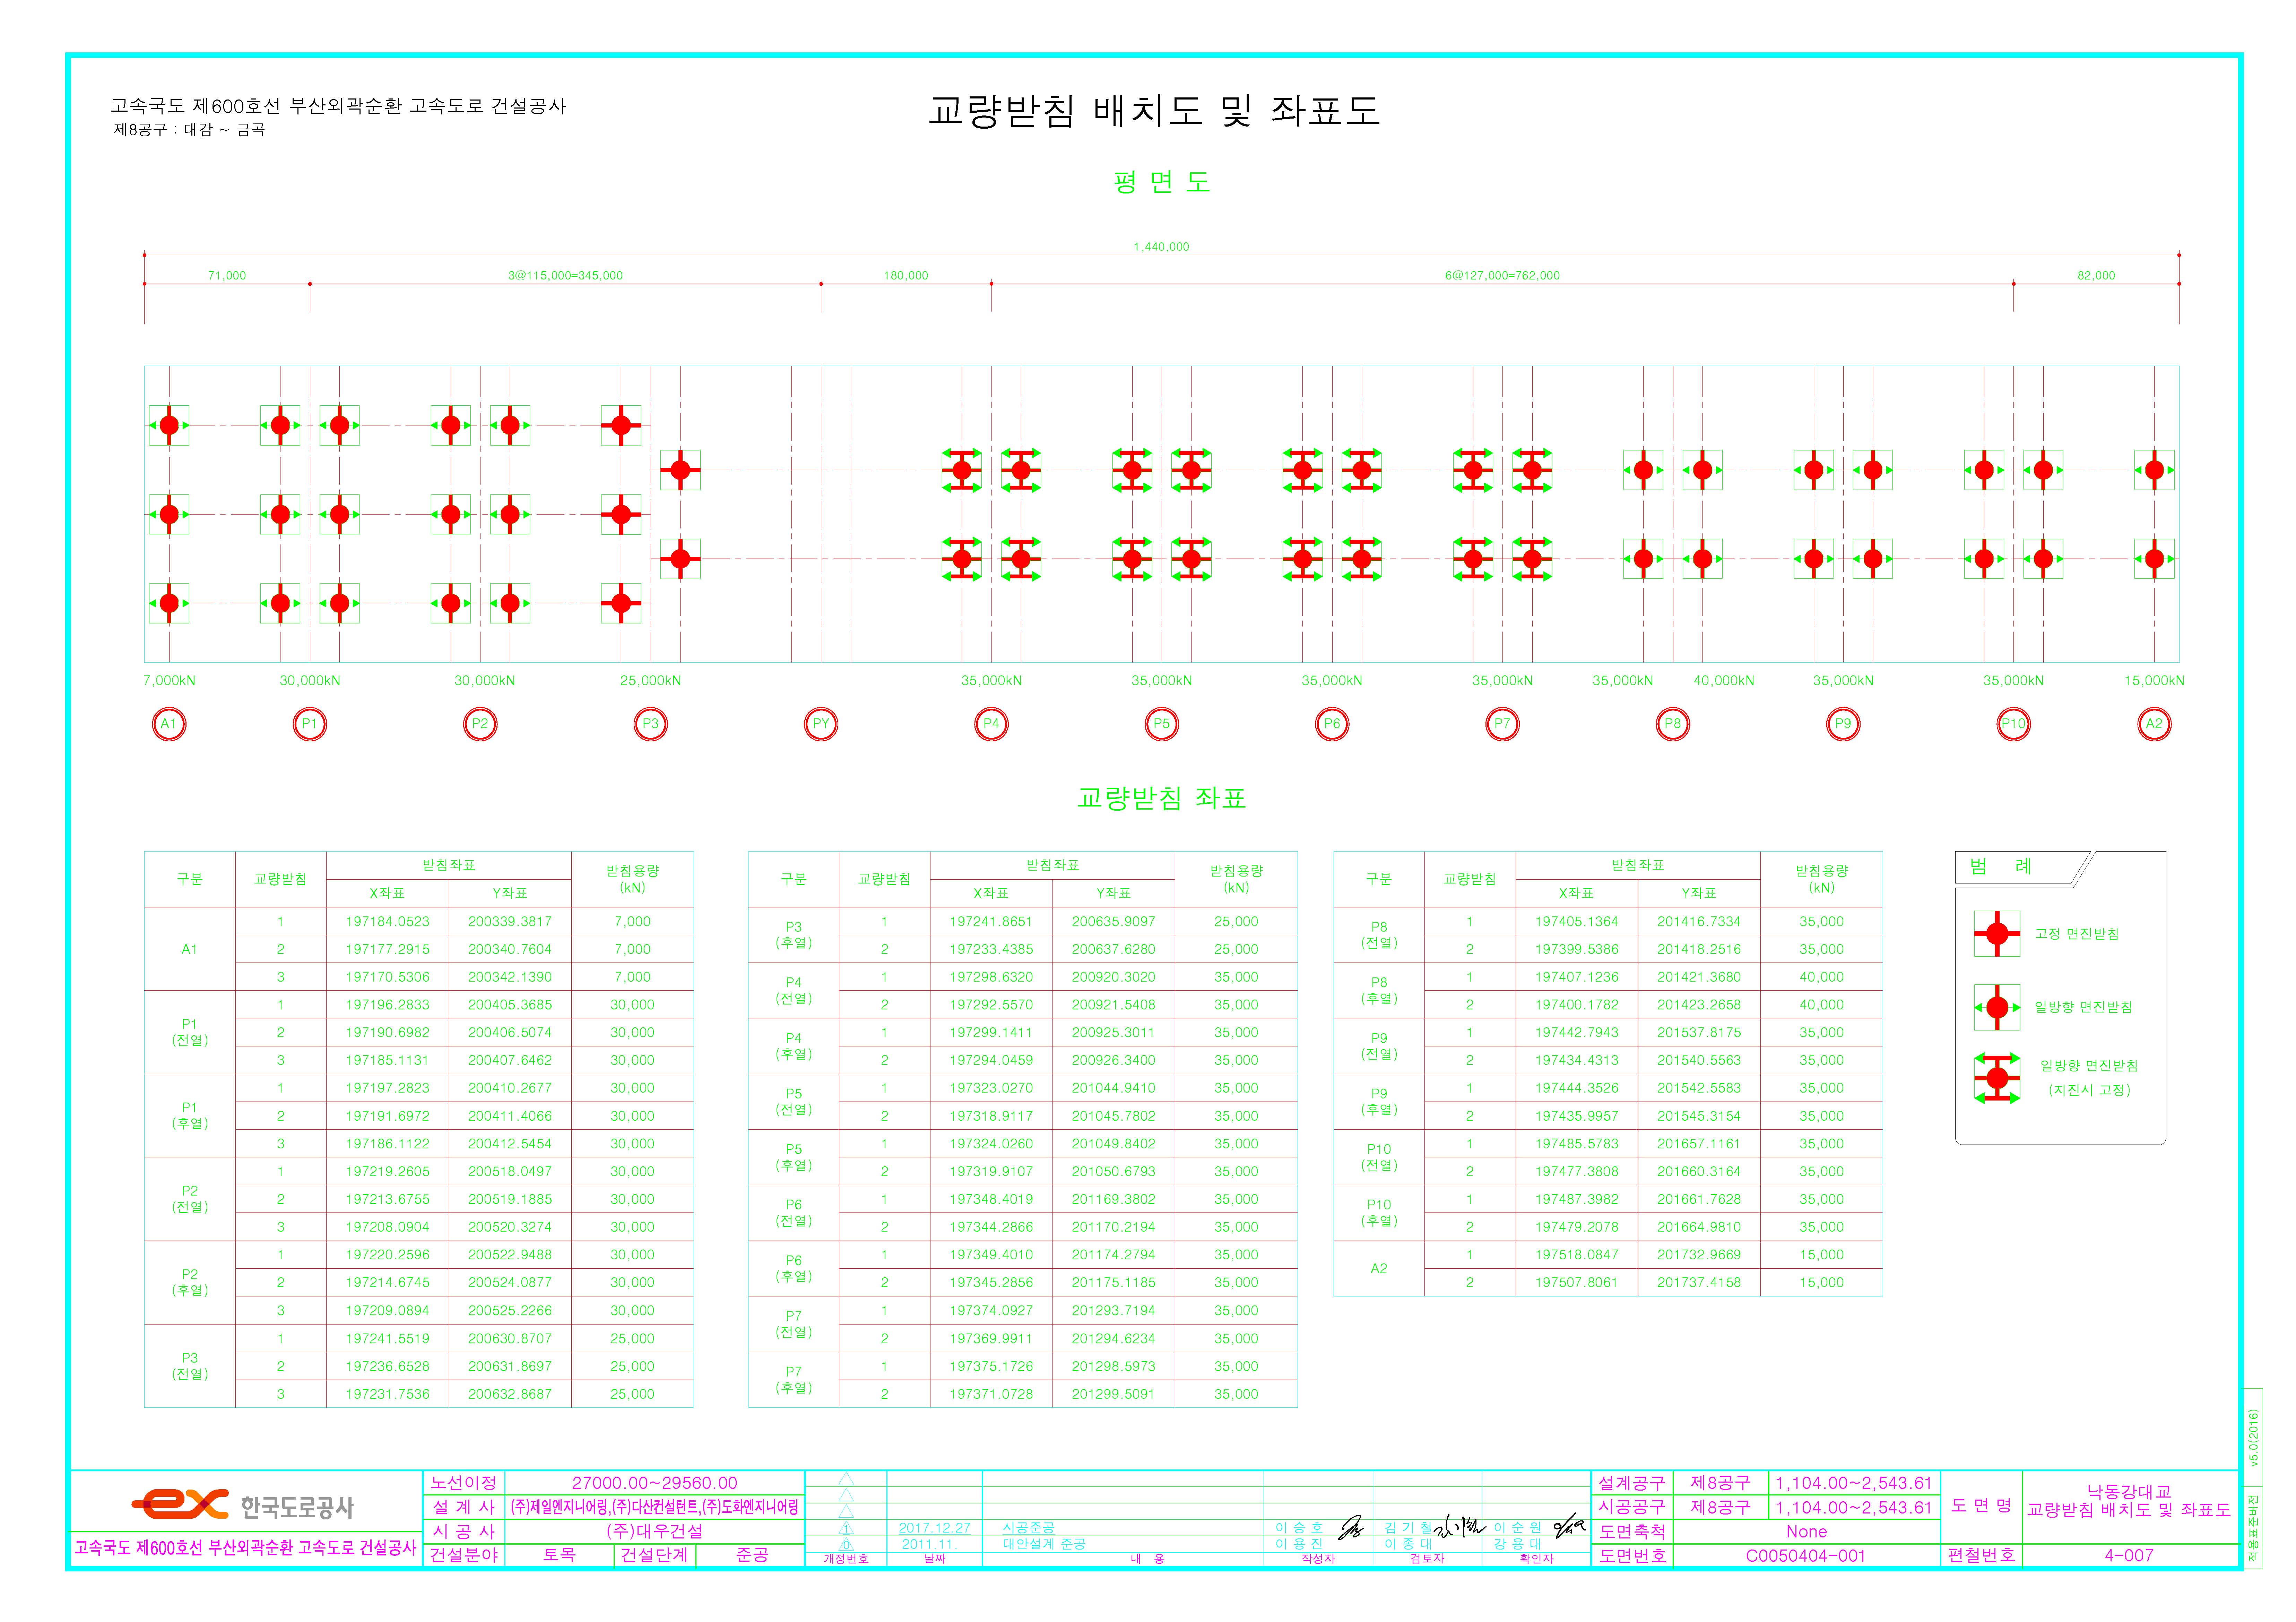 고속국도 제600호선 부산외곽순환 고속도로 건설공사
제8공구 : 대감 ~ 금곡
교량받침 배치도 및 좌표도
평 면 도
1,440,000
71,000 3@115,000=345,000 180,000 6@127,000=762,000 82,000
7,000kN 30,000kN 30,000kN 25,000kN 35,000kN 35,000kN 35,000kN 35,000kN 35,000kN 40,000kN 35,000kN 35,000kN 15,000kN
A1 P1 P2 P3 PY P4 P5 P6 P7 P8 P9 P10 A2
교량받침 좌표
구분 교량받침 받침좌표 받침용량 (kN)
X좌표 Y좌표
A1
1 197184.0523 200339.3817 7,000
2 197177.2915 200340.7604 7,000
3 197170.5306 200342.1390 7,000
P1 (전열)
1 197196.2833 200405.3685 30,000
2 197190.6982 200406.5074 30,000
3 197185.1131 200407.6462 30,000
P1 (후열)
1 197197.2823 200410.2677 30,000
2 197191.6972 200411.4066 30,000
3 197186.1122 200412.5454 30,000
P2 (전열)
1 197219.2605 200518.0497 30,000
2 197213.6755 200519.1885 30,000
3 197208.0904 200520.3274 30,000
P2 (후열)
1 197220.2596 200522.9488 30,000
2 197214.6745 200524.0877 30,000
3 197209.0894 200525.2266 30,000
P3 (전열)
1 197241.5519 200630.8707 25,000
2 197236.6528 200631.8697 25,000
3 197231.7536 200632.8687 25,000
구분 교량받침 받침좌표 받침용량 (kN)
X좌표 Y좌표
P3 (후열)
1 197241.8651 200635.9097 25,000
2 197233.4385 200637.6280 25,000
P4 (전열)
1 197298.6320 200920.3020 35,000
2 197292.5570 200921.5408 35,000
P4 (후열)
1 197299.1411 200925.3011 35,000
2 197294.0459 200926.3400 35,000
P5 (전열)
1 197323.0270 201044.9410 35,000
2 197318.9117 201045.7802 35,000
P5 (후열)
1 197324.0260 201049.8402 35,000
2 197319.9107 201050.6793 35,000
P6 (전열)
1 197348.4019 201169.3802 35,000
2 197344.2866 201170.2194 35,000
P6 (후열)
1 197349.4010 201174.2794 35,000
2 197345.2856 201175.1185 35,000
P7 (전열)
1 197374.0927 201293.7194 35,000
2 197369.9911 201294.6234 35,000
P7 (후열)
1 197375.1726 201298.5973 35,000
2 197371.0728 201299.5091 35,000
구분 교량받침 받침좌표 받침용량 (kN)
X좌표 Y좌표
P8 (전열)
1 197405.1364 201416.7334 35,000
2 197399.5386 201418.2516 35,000
P8 (후열)
1 197407.1236 201421.3680 40,000
2 197400.1782 201423.2658 40,000
P9 (전열)
1 197442.7943 201537.8175 35,000
2 197434.4313 201540.5563 35,000
P9 (후열)
1 197444.3526 201542.5583 35,000
2 197435.9957 201545.3154 35,000
P10 (전열)
1 197485.5783 201657.1161 35,000
2 197477.3808 201660.3164 35,000
P10 (후열)
1 197487.3982 201661.7628 35,000
2 197479.2078 201664.9810 35,000
A2
1 197518.0847 201732.9669 15,000
2 197507.8061 201737.4158 15,000
범 례
고정 면진받침
일방향 면진받침
일방향 면진받침
(지진시 고정)
ex 한국도로공사
고속국도 제600호선 부산외곽순환 고속도로 건설공사
노선이정 27000.00~29560.00
설 계 사 (주)제일엔지니어링,(주)다산컨설턴트,(주)도화엔지니어링
시 공 사 (주)대우건설
건설분야 토목 건설단계 준공
1 2017.12.27 시공준공 이 승 호 김 기 철 이 순 원
0 2011.11. 대안설계 준공 이 용 진 이 종 대 강 용 대
개정번호 날짜 내 용 작성자 검토자 확인자
설계공구 제8공구 1,104.00~2,543.61
시공공구 제8공구 1,104.00~2,543.61
도면축척 None
도면번호 C0050404-001
도 면 명 낙동강대교
교량받침 배치도 및 좌표도
편철번호 4-007
적용표준버전 v5.0(2016)